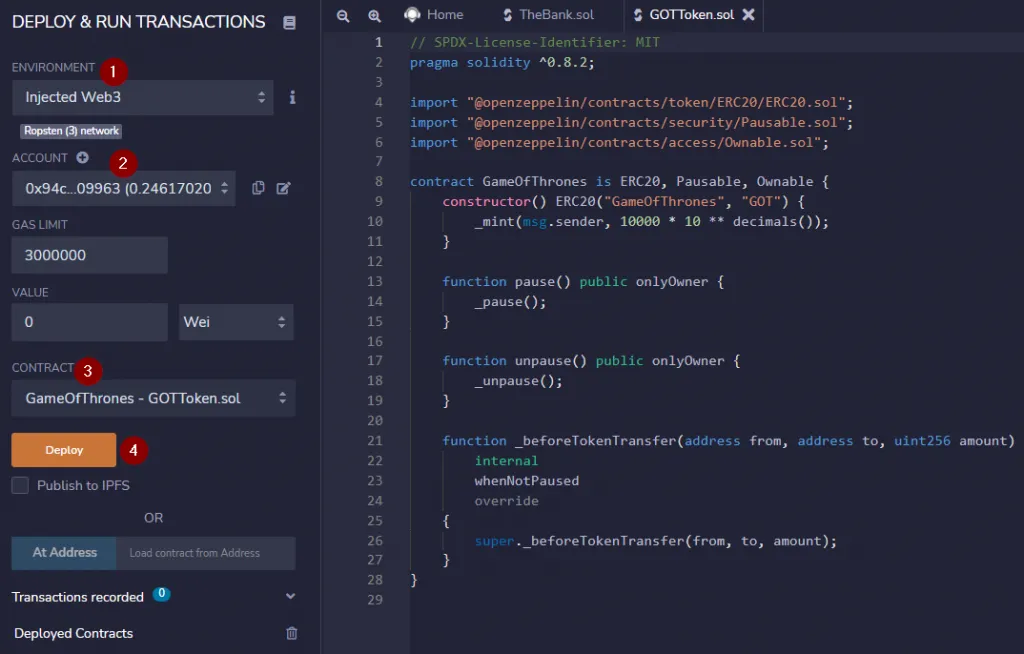 DEPLOY & RUN TRANSACTIONS
ENVIRONMENT 1
Injected Web3
Ropsten (3) network
ACCOUNT 2
0x94c...09963 (0.24617020
GAS LIMIT
3000000
VALUE
0 Wei
CONTRACT 3
GameOfThrones - GOTToken.sol
Deploy 4
Publish to IPFS
OR
At Address Load contract from Address
Transactions recorded 0
Deployed Contracts
Home TheBank.sol GOTToken.sol
1 // SPDX-License-Identifier: MIT
2 pragma solidity ^0.8.2;
3
4 import "@openzeppelin/contracts/token/ERC20/ERC20.sol";
5 import "@openzeppelin/contracts/security/Pausable.sol";
6 import "@openzeppelin/contracts/access/Ownable.sol";
7
8 contract GameOfThrones is ERC20, Pausable, Ownable {
9     constructor() ERC20("GameOfThrones", "GOT") {
10         _mint(msg.sender, 10000 * 10 ** decimals());
11     }
12
13     function pause() public onlyOwner {
14         _pause();
15     }
16
17     function unpause() public onlyOwner {
18         _unpause();
19     }
20
21     function _beforeTokenTransfer(address from, address to, uint256 amount)
22         internal
23         whenNotPaused
24         override
25     {
26         super._beforeTokenTransfer(from, to, amount);
27     }
28 }
29